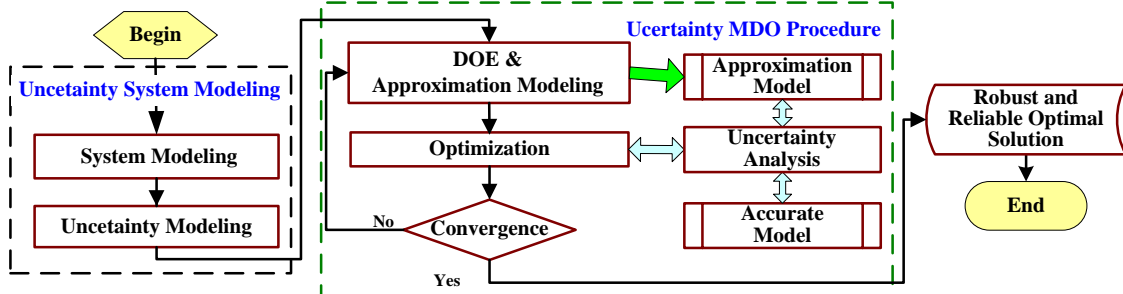 Begin
Uncetainty System Modeling
System Modeling
Uncetainty Modeling
Ucertainty MDO Procedure
DOE &
Approximation Modeling
Optimization
No
Convergence
Yes
Approximation
Model
Uncertainty
Analysis
Accurate
Model
Robust and
Reliable Optimal
Solution
End